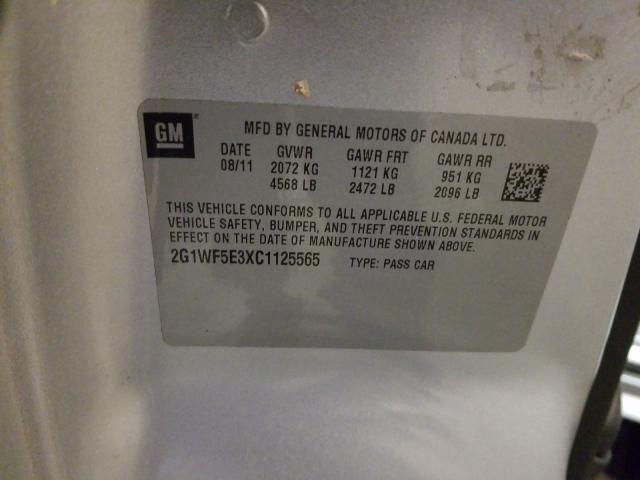 GM ®
MFD BY GENERAL MOTORS OF CANADA LTD.
DATE GVWR GAWR FRT GAWR RR
08/11 2072 KG 1121 KG 951 KG
4568 LB 2472 LB 2096 LB
THIS VEHICLE CONFORMS TO ALL APPLICABLE U.S. FEDERAL MOTOR
VEHICLE SAFETY, BUMPER, AND THEFT PREVENTION STANDARDS IN
EFFECT ON THE DATE OF MANUFACTURE SHOWN ABOVE.
2G1WF5E3XC1125565 TYPE: PASS CAR